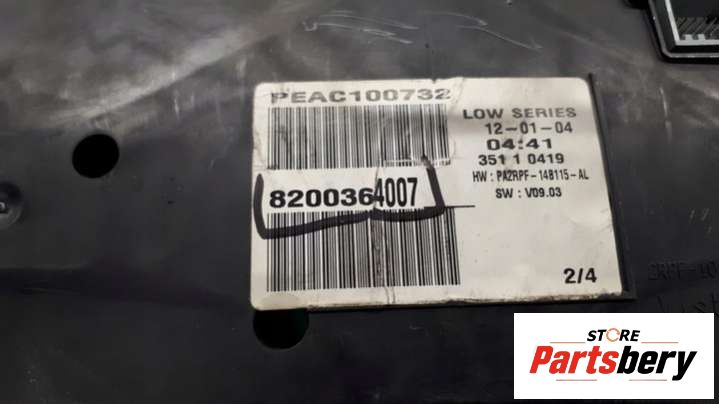 PEAC100732
8200364007
LOW SERIES
12-01-04
04:41
351 1 0419
HW : PA2RPF-14B115-AL
SW : V09.03
2/4
STORE
Partsbery